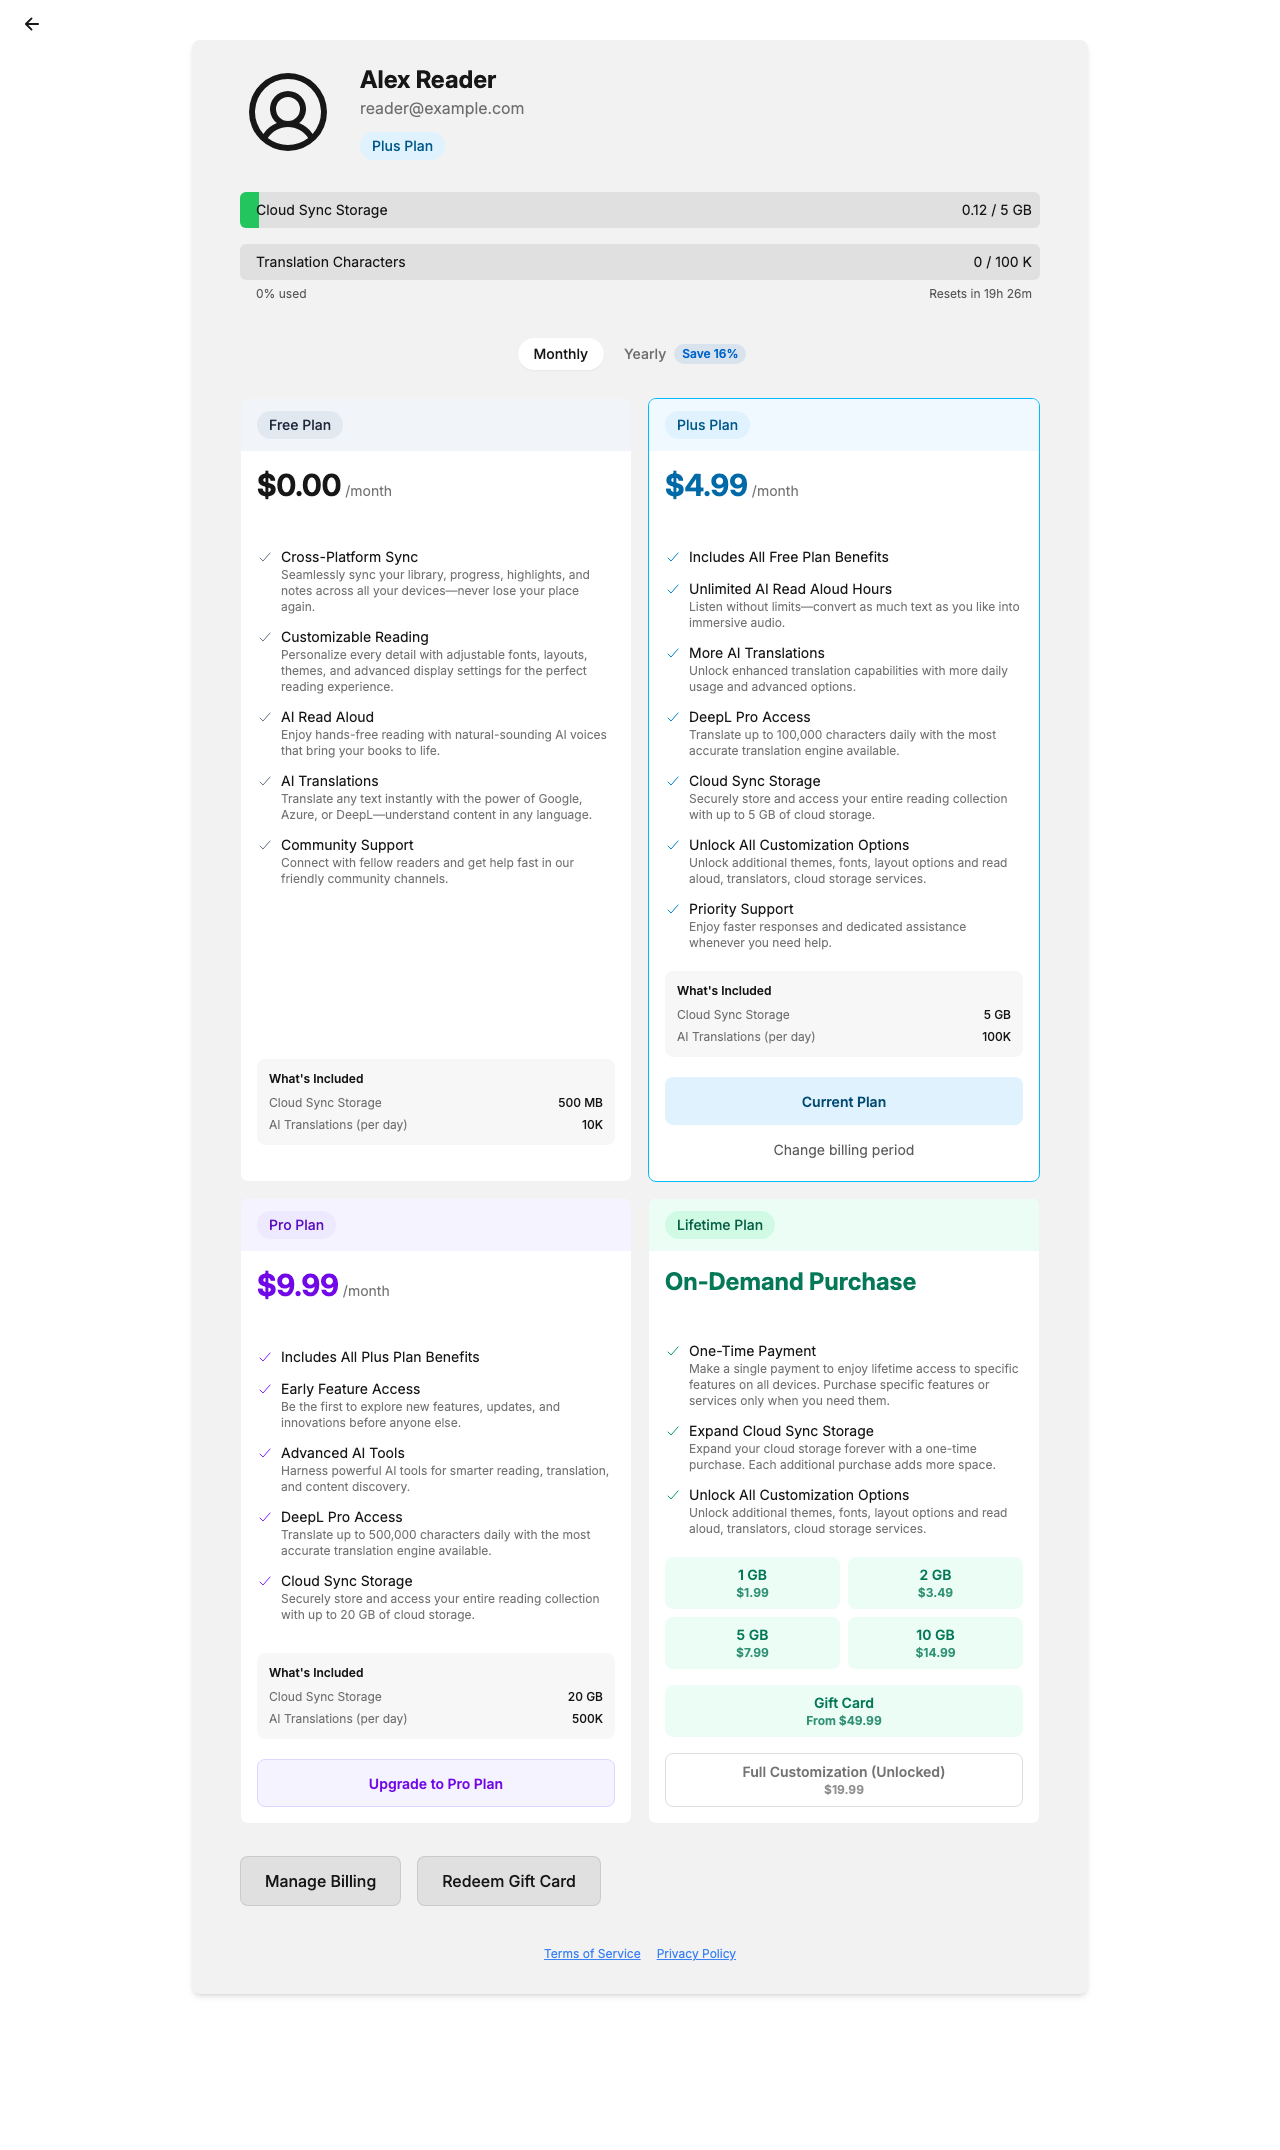 Alex Reader
reader@example.com
Plus Plan
Cloud Sync Storage 0.12 / 5 GB
Translation Characters 0 / 100 K
0% used Resets in 19h 26m
Monthly Yearly Save 16%
Free Plan
$0.00 /month
Cross-Platform Sync
Seamlessly sync your library, progress, highlights, and
notes across all your devices—never lose your place
again.
Customizable Reading
Personalize every detail with adjustable fonts, layouts,
themes, and advanced display settings for the perfect
reading experience.
AI Read Aloud
Enjoy hands-free reading with natural-sounding AI voices
that bring your books to life.
AI Translations
Translate any text instantly with the power of Google,
Azure, or DeepL—understand content in any language.
Community Support
Connect with fellow readers and get help fast in our
friendly community channels.
What's Included
Cloud Sync Storage 500 MB
AI Translations (per day) 10K
Plus Plan
$4.99 /month
Includes All Free Plan Benefits
Unlimited AI Read Aloud Hours
Listen without limits—convert as much text as you like into
immersive audio.
More AI Translations
Unlock enhanced translation capabilities with more daily
usage and advanced options.
DeepL Pro Access
Translate up to 100,000 characters daily with the most
accurate translation engine available.
Cloud Sync Storage
Securely store and access your entire reading collection
with up to 5 GB of cloud storage.
Unlock All Customization Options
Unlock additional themes, fonts, layout options and read
aloud, translators, cloud storage services.
Priority Support
Enjoy faster responses and dedicated assistance
whenever you need help.
What's Included
Cloud Sync Storage 5 GB
AI Translations (per day) 100K
Current Plan
Change billing period
Pro Plan
$9.99 /month
Includes All Plus Plan Benefits
Early Feature Access
Be the first to explore new features, updates, and
innovations before anyone else.
Advanced AI Tools
Harness powerful AI tools for smarter reading, translation,
and content discovery.
DeepL Pro Access
Translate up to 500,000 characters daily with the most
accurate translation engine available.
Cloud Sync Storage
Securely store and access your entire reading collection
with up to 20 GB of cloud storage.
What's Included
Cloud Sync Storage 20 GB
AI Translations (per day) 500K
Upgrade to Pro Plan
Lifetime Plan
On-Demand Purchase
One-Time Payment
Make a single payment to enjoy lifetime access to specific
features on all devices. Purchase specific features or
services only when you need them.
Expand Cloud Sync Storage
Expand your cloud storage forever with a one-time
purchase. Each additional purchase adds more space.
Unlock All Customization Options
Unlock additional themes, fonts, layout options and read
aloud, translators, cloud storage services.
1 GB 2 GB
$1.99 $3.49
5 GB 10 GB
$7.99 $14.99
Gift Card
From $49.99
Full Customization (Unlocked)
$19.99
Manage Billing Redeem Gift Card
Terms of Service Privacy Policy